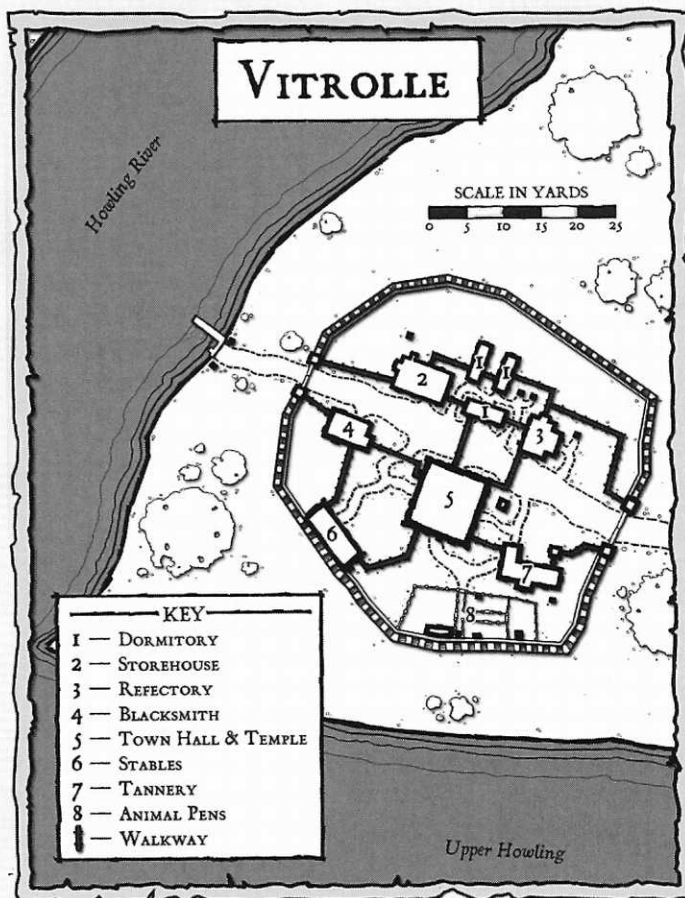 VITROLLE
Howling River
SCALE IN YARDS
0 5 10 15 20 25
1
1
2
1
3
4
5
6
7
8
KEY
1 — DORMITORY
2 — STOREHOUSE
3 — REFECTORY
4 — BLACKSMITH
5 — TOWN HALL & TEMPLE
6 — STABLES
7 — TANNERY
8 — ANIMAL PENS
— WALKWAY
Upper Howling